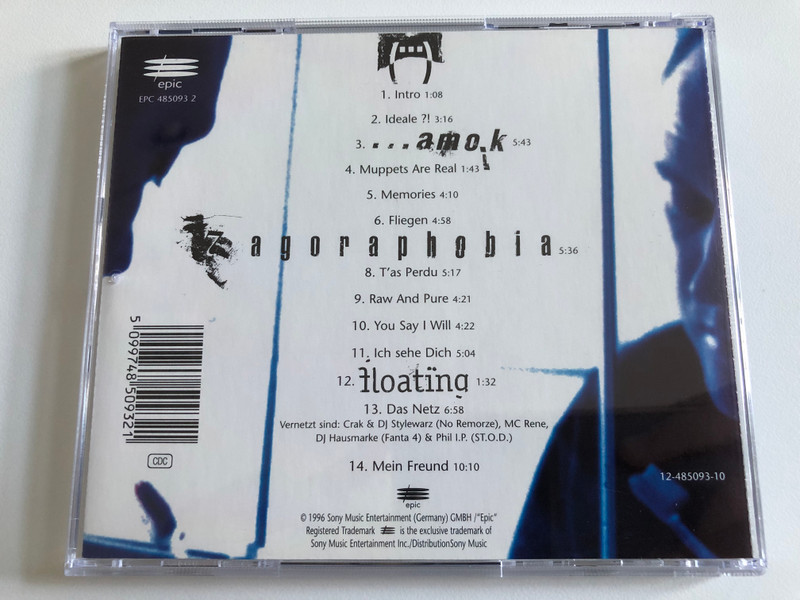 epic
EPC 485093 2
1. Intro 1:08
2. Ideale ?! 3:16
3. ...amok 5:43
4. Muppets Are Real 1:43
5. Memories 4:10
6. Fliegen 4:58
7 agoraphobia 5:36
8. T'as Perdu 5:17
9. Raw And Pure 4:21
10. You Say I Will 4:22
11. Ich sehe Dich 5:04
12. floatïng 1:32
13. Das Netz 6:58
Vernetzt sind: Crak & DJ Stylewarz (No Remorze), MC Rene,
DJ Hausmarke (Fanta 4) & Phil I.P. (ST.O.D.)
14. Mein Freund 10:10
5 099748 509321
CDC
12-485093-10
epic
© 1996 Sony Music Entertainment (Germany) GMBH /"Epic"
Registered Trademark is the exclusive trademark of
Sony Music Entertainment Inc./DistributionSony Music